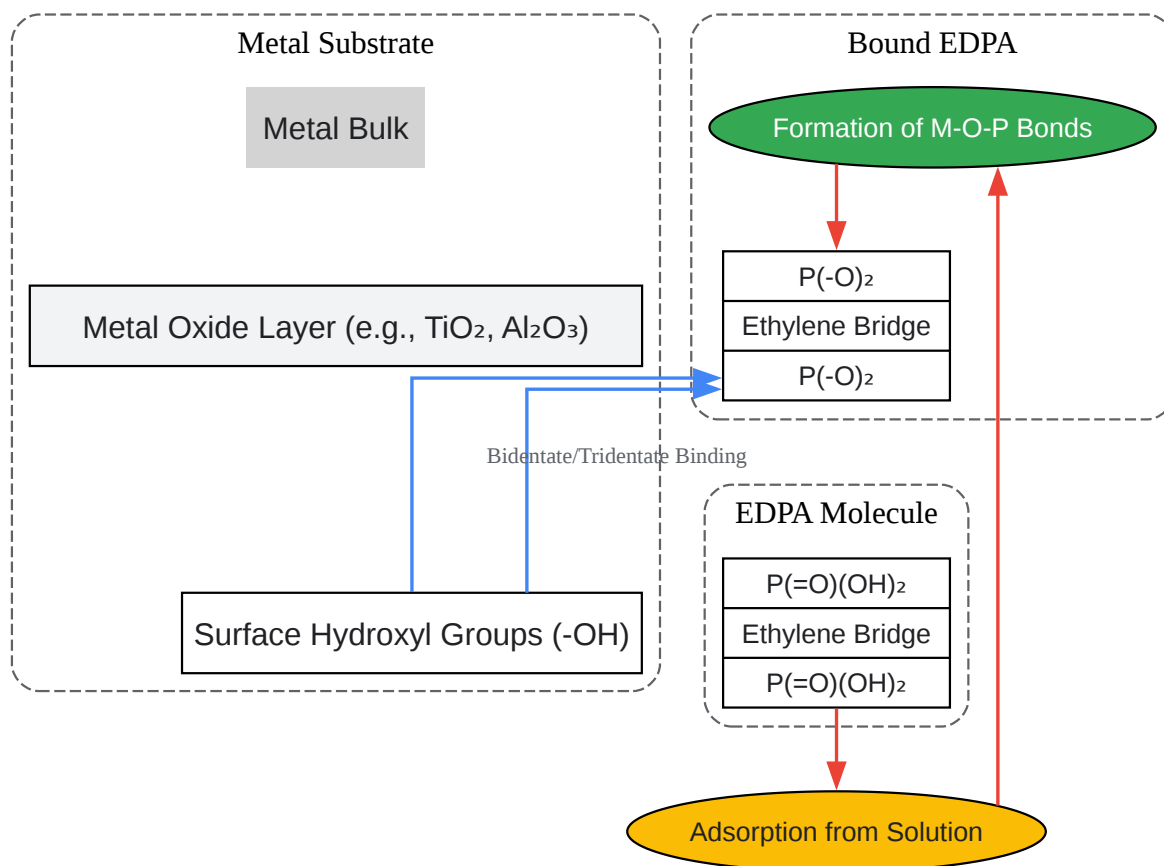 Metal Substrate
Metal Bulk
Metal Oxide Layer (e.g., TiO₂, Al₂O₃)
Surface Hydroxyl Groups (-OH)
Bidentate/Tridentate Binding
Bound EDPA
Formation of M-O-P Bonds
P(-O)₂
Ethylene Bridge
P(-O)₂
EDPA Molecule
P(=O)(OH)₂
Ethylene Bridge
P(=O)(OH)₂
Adsorption from Solution